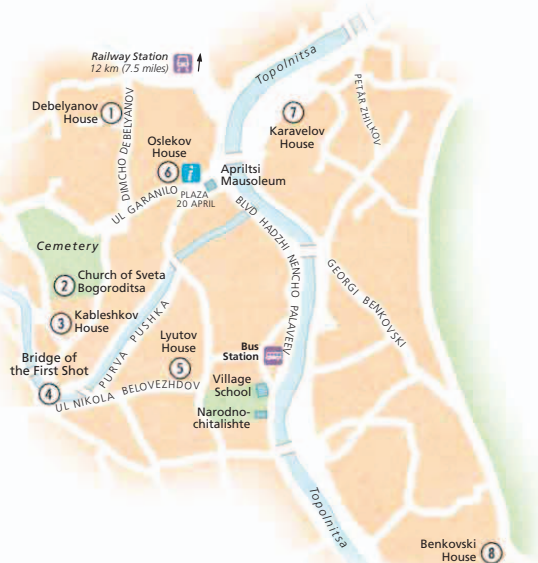 Railway Station
12 km (7.5 miles)
Topolnitsa
PETAR ZHILKOV
Debelyanov
House
1
DIMCHO DEBELYANOV
7
Karavelov
House
Oslekov
House
6
i
Apriltsi
Mausoleum
PLAZA
20 APRIL
UL GARANILO
BLVD HADZHI NENCHO PALAVEEV
Cemetery
GEORGI BENKOVSKI
2
Church of Sveta
Bogoroditsa
3
Kableshkov
House
PURVA PUSHKA
Lyutov
House
5
Bus
Station
Bridge of
the First Shot
4
UL NIKOLA BELOVEZHDOV
Village
School
Narodno-
chitalishte
Topolnitsa
Benkovski
House
8